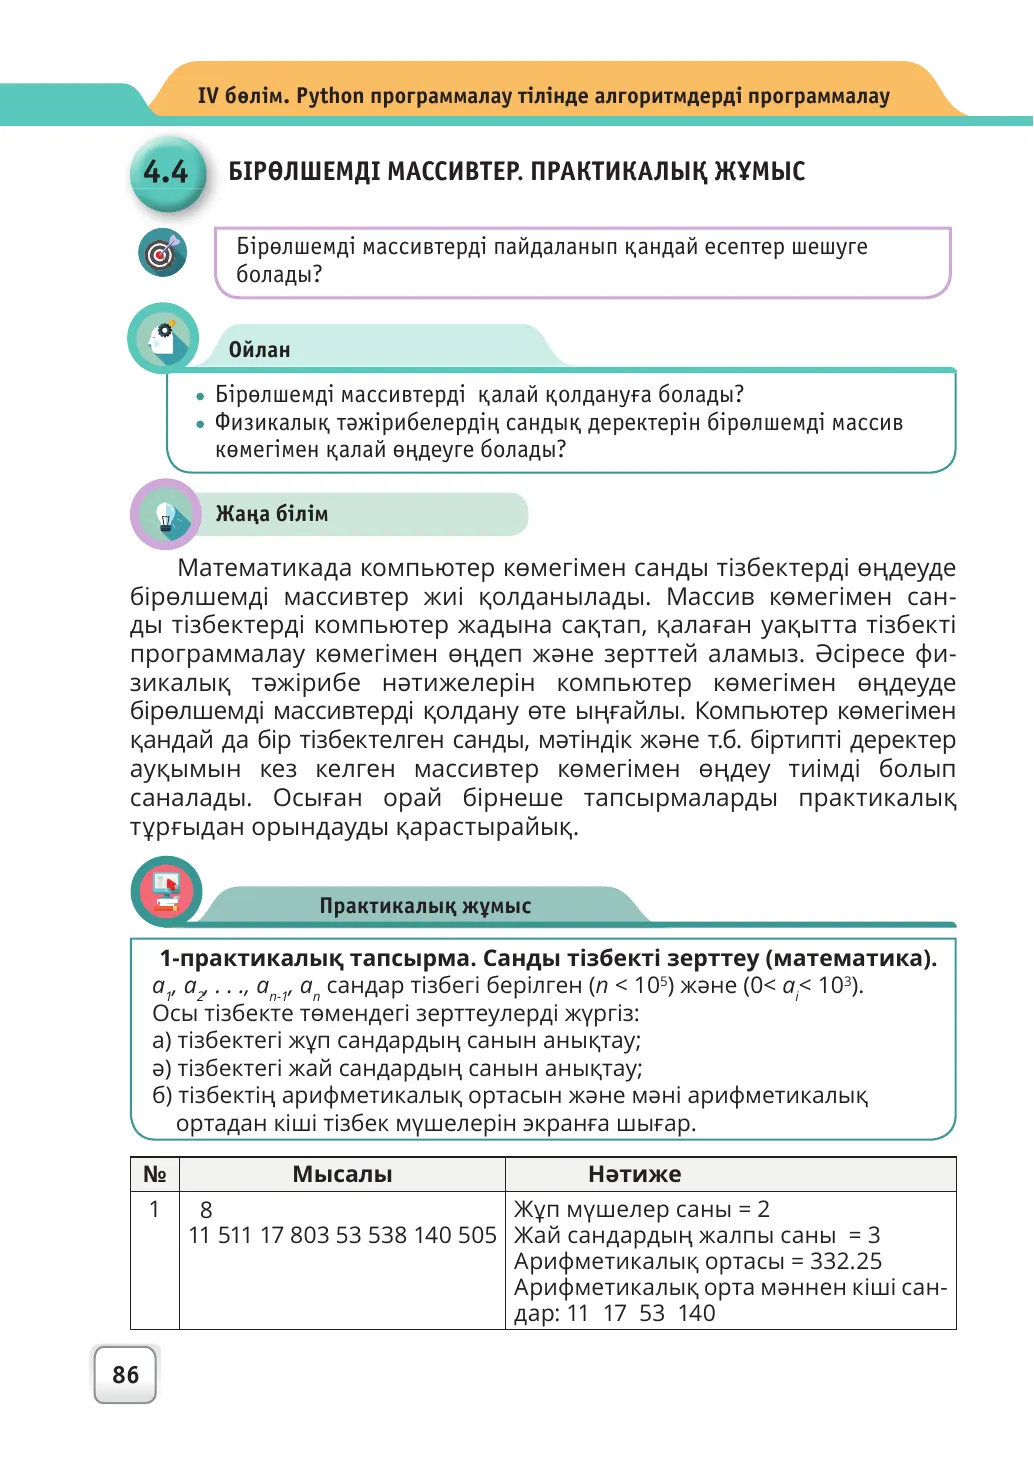 IV бөлім. Python программалау тілінде алгоритмдерді программалау
4.4
БІРӨЛШЕМДІ МАССИВТЕР. ПРАКТИКАЛЫҚ ЖҰМЫС
Бірөлшемді массивтерді пайдаланып қандай есептер шешуге
болады?
Ойлан
• Бірөлшемді массивтерді қалай қолдануға болады?
• Физикалық тәжірибелердің сандық деректерін бірөлшемді массив
көмегімен қалай өңдеуге болады?
Жаңа білім
Математикада компьютер көмегімен санды тізбектерді өңдеуде
бірөлшемді массивтер жиі қолданылады. Массив көмегімен сан-
ды тізбектерді компьютер жадына сақтап, қалаған уақытта тізбекті
программалау көмегімен өңдеп және зерттей аламыз. Әсіресе фи-
зикалық тәжірибе нәтижелерін компьютер көмегімен өңдеуде
бірөлшемді массивтерді қолдану өте ыңғайлы. Компьютер көмегімен
қандай да бір тізбектелген санды, мәтіндік және т.б. біртипті деректер
ауқымын кез келген массивтер көмегімен өңдеу тиімді болып
саналады. Осыған орай бірнеше тапсырмаларды практикалық
тұрғыдан орындауды қарастырайық.
Практикалық жұмыс
1-практикалық тапсырма. Санды тізбекті зерттеу (математика).
a₁, a₂, . . ., aₙ₋₁, aₙ сандар тізбегі берілген (n < 10⁵) және (0< aᵢ< 10³).
Осы тізбекте төмендегі зерттеулерді жүргіз:
а) тізбектегі жұп сандардың санын анықтау;
ә) тізбектегі жай сандардың санын анықтау;
б) тізбектің арифметикалық ортасын және мәні арифметикалық
ортадан кіші тізбек мүшелерін экранға шығар.
№ Мысалы Нәтиже
1
8
11 511 17 803 53 538 140 505
Жұп мүшелер саны = 2
Жай сандардың жалпы саны = 3
Арифметикалық ортасы = 332.25
Арифметикалық орта мәннен кіші сан-
дар: 11 17 53 140
86